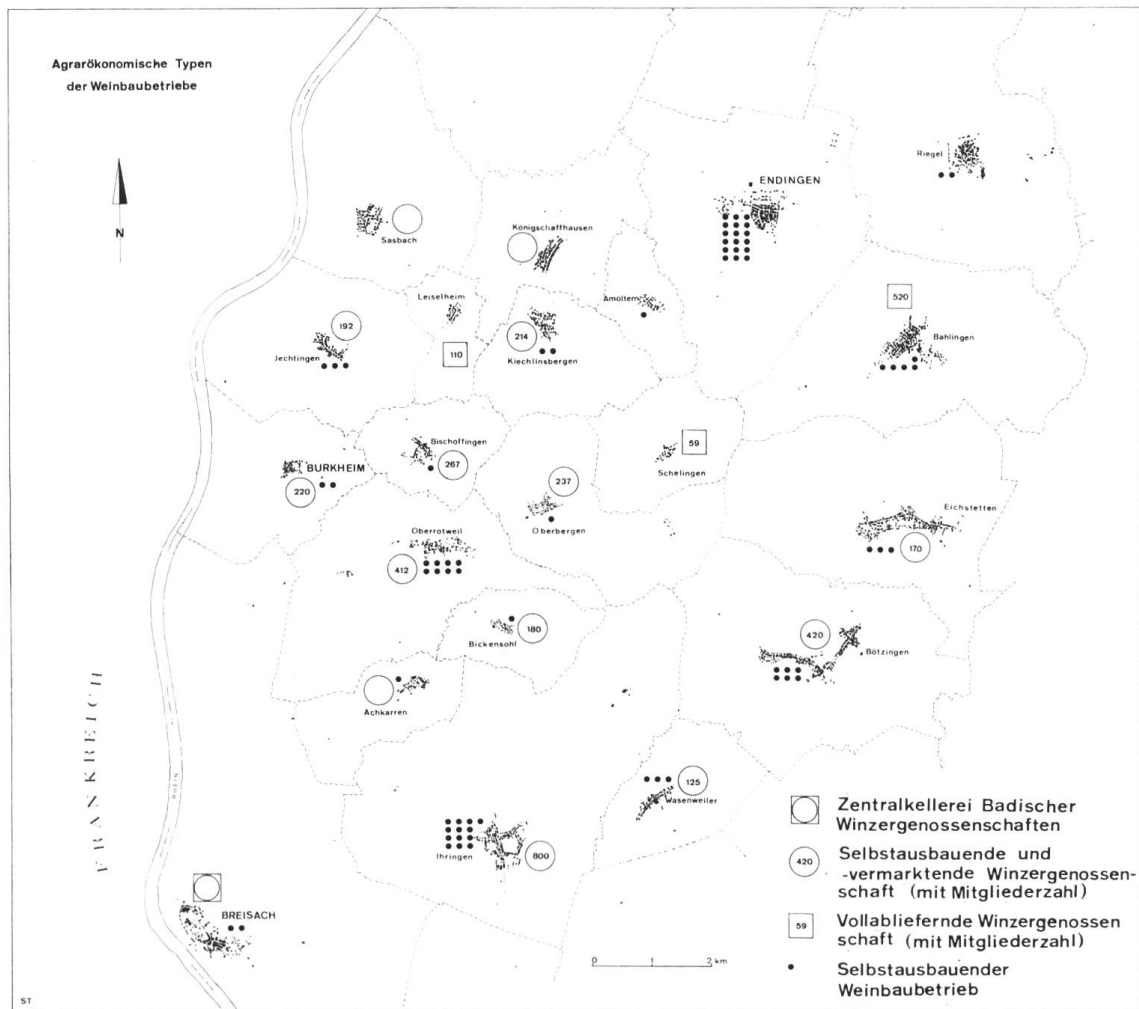 Agrarökonomische Typen
der Weinbaubetriebe
N
Riegel
ENDINGEN
Sasbach
Königschaffhausen
Leiselheim
Amoltern
520
192
214
Bahlingen
Jechtingen
110
Kiechlinsbergen
Bischoffingen
59
BURKHEIM
267
Schelingen
220
237
Eichstetten
Oberrotweil
Oberbergen
412
170
180
420
Bickensohl
Bötzingen
Achkarren
FRANKREICH
RHEIN
125
Wasenweiler
Ihringen
800
BREISACH
Zentralkellerei Badischer
Winzergenossenschaften
420
Selbstausbauende und
-vermarktende Winzergenossen-
schaft (mit Mitgliederzahl)
59
Vollabliefernde Winzergenossen
schaft (mit Mitgliederzahl)
Selbstausbauender
Weinbaubetrieb
0 1 2 km
ST